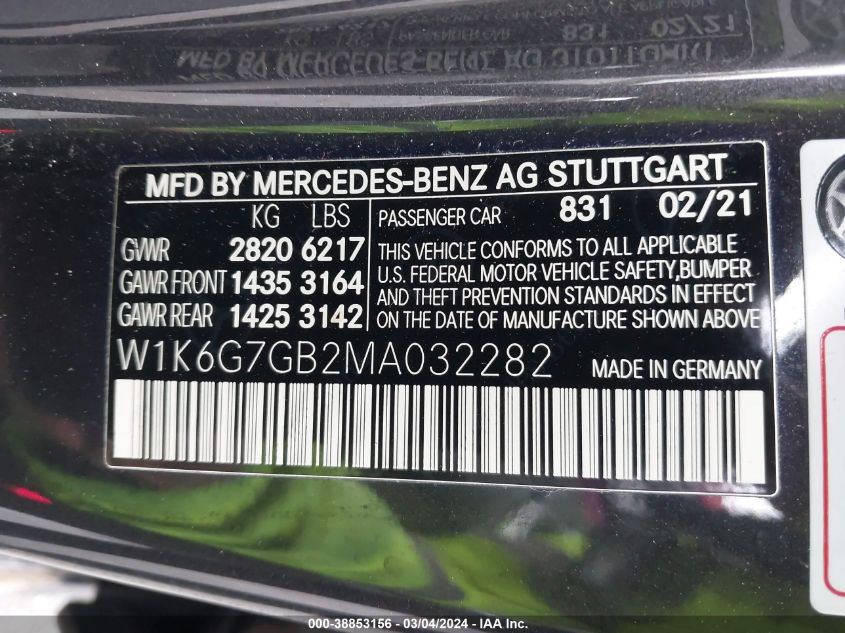 MFD BY MERCEDES-BENZ AG STUTTGART
KG LBS
PASSENGER CAR 831 02/21
GVWR 2820 6217
GAWR FRONT 1435 3164
GAWR REAR 1425 3142
THIS VEHICLE CONFORMS TO ALL APPLICABLE
U.S. FEDERAL MOTOR VEHICLE SAFETY,BUMPER
AND THEFT PREVENTION STANDARDS IN EFFECT
ON THE DATE OF MANUFACTURE SHOWN ABOVE
W1K6G7GB2MA032282
MADE IN GERMANY
100 - 38853156 - 03/04/2024 - IAA Inc.